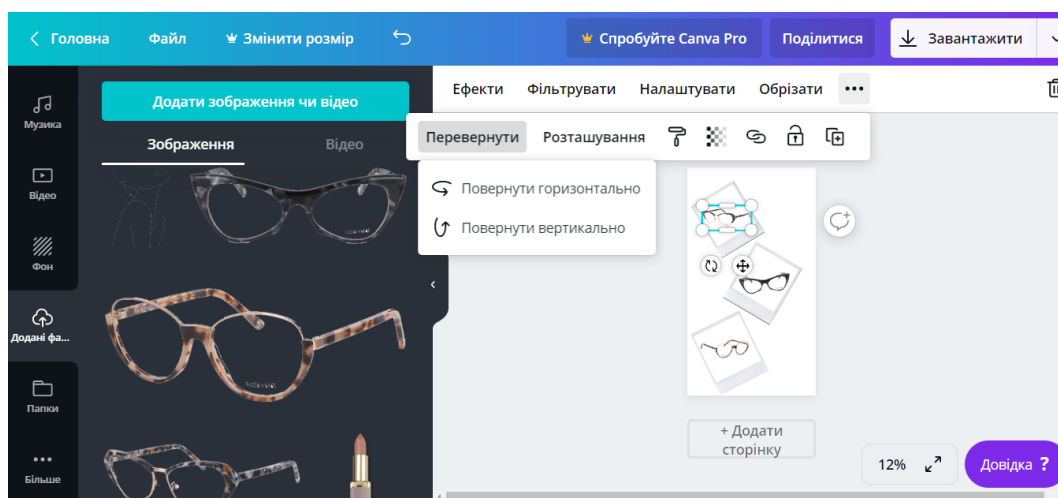 Головна
Файл
Змінити розмір
Спробуйте Canva Pro
Поділитися
Завантажити
Музика
Відео
Фон
Додані фа...
Папки
Більше
Додати зображення чи відео
Зображення
Відео
Ефекти
Фільтрувати
Налаштувати
Обрізати
Перевернути
Розташування
Повернути горизонтально
Повернути вертикально
+ Додати
сторінку
12%
Довідка ?